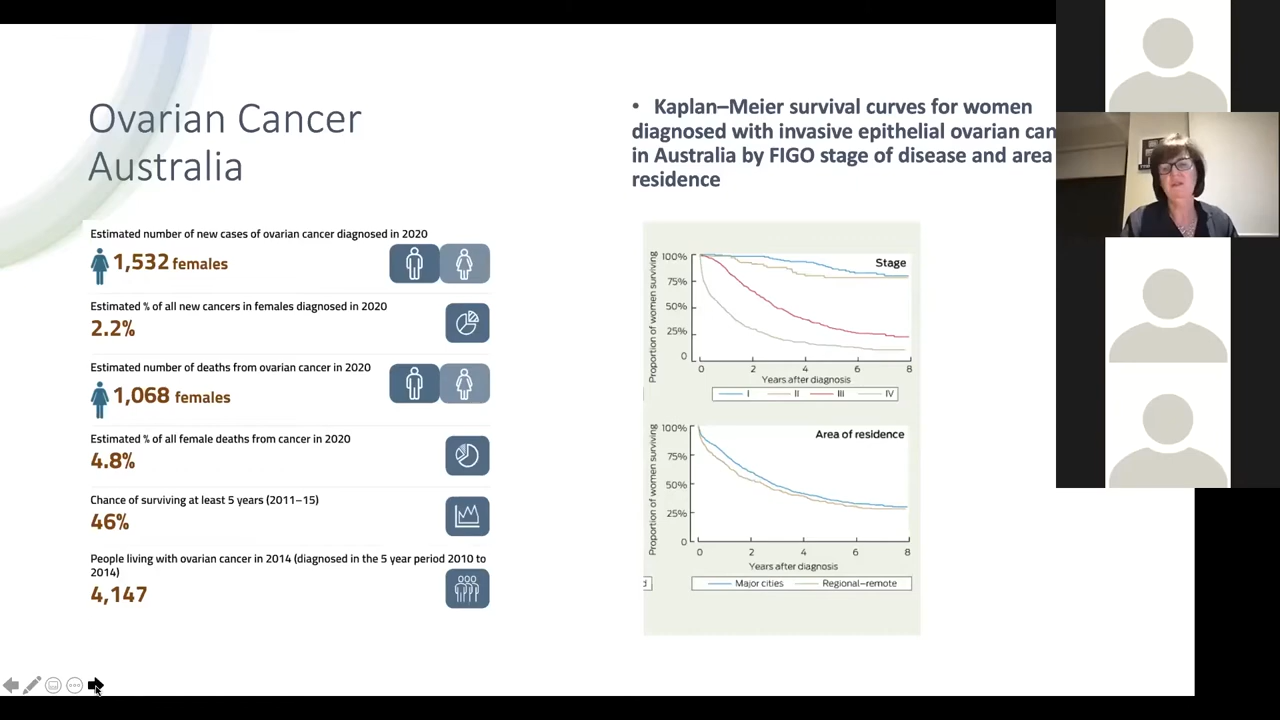 Ovarian Cancer
Australia
Estimated number of new cases of ovarian cancer diagnosed in 2020
1,532 females
Estimated % of all new cancers in females diagnosed in 2020
2.2%
Estimated number of deaths from ovarian cancer in 2020
1,068 females
Estimated % of all female deaths from cancer in 2020
4.8%
Chance of surviving at least 5 years (2011–15)
46%
People living with ovarian cancer in 2014 (diagnosed in the 5 year period 2010 to
2014)
4,147
• Kaplan–Meier survival curves for women
diagnosed with invasive epithelial ovarian can
in Australia by FIGO stage of disease and area
residence
Stage
Proportion of women surviving
100%
75%
50%
25%
0
0 2 4 6 8
Years after diagnosis
I II III IV
Area of residence
Proportion of women surviving
100%
75%
50%
25%
0
0 2 4 6 8
Years after diagnosis
d
Major cities Regional–remote